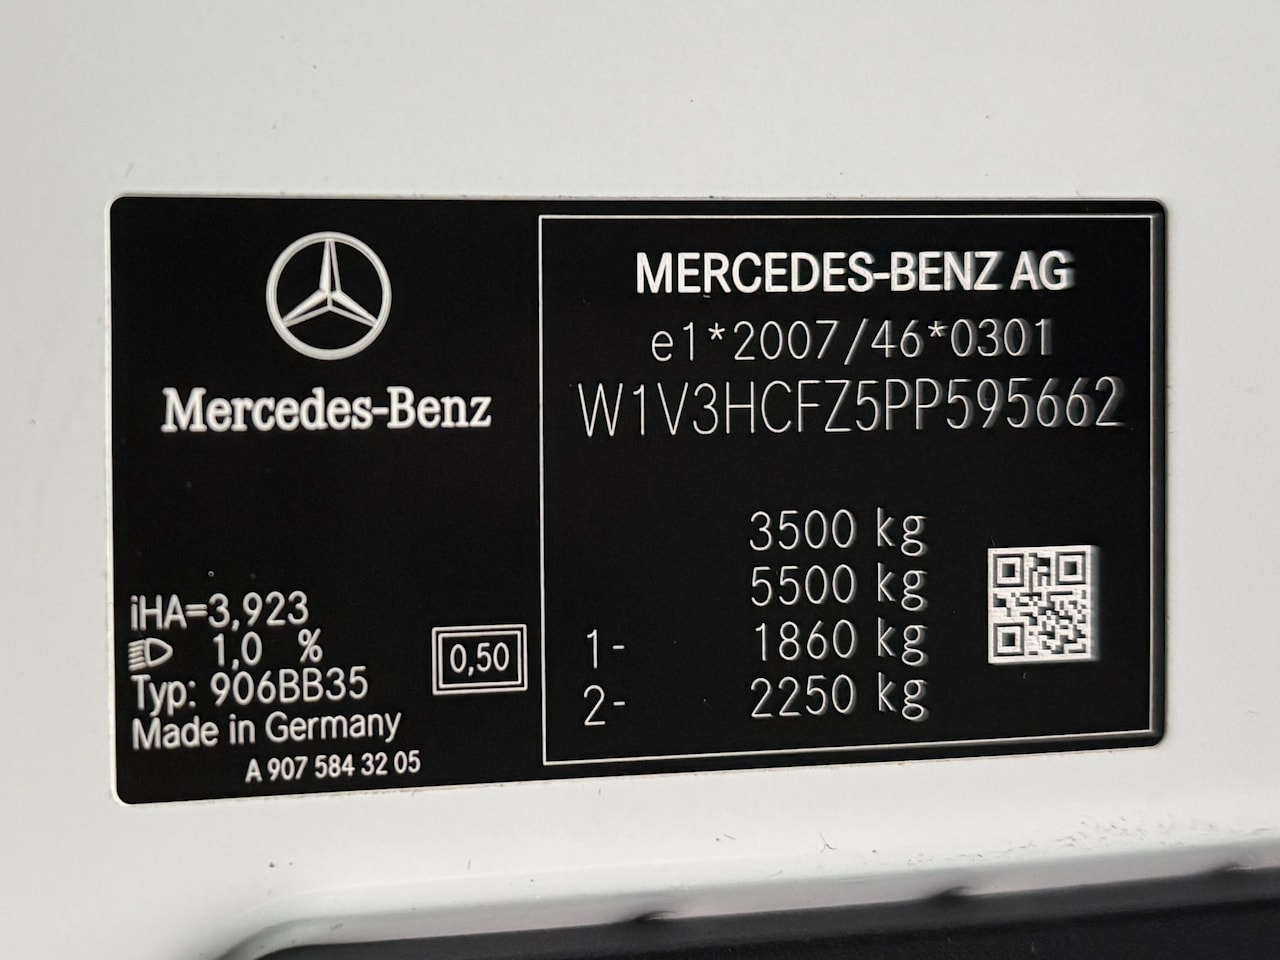 Mercedes-Benz
iHA=3,923
1,0 %
Typ: 906BB35
Made in Germany
A 907 584 32 05
0,50
MERCEDES-BENZ AG
e1*2007/46*0301
W1V3HCFZ5PP595662
3500 kg
5500 kg
1- 1860 kg
2- 2250 kg